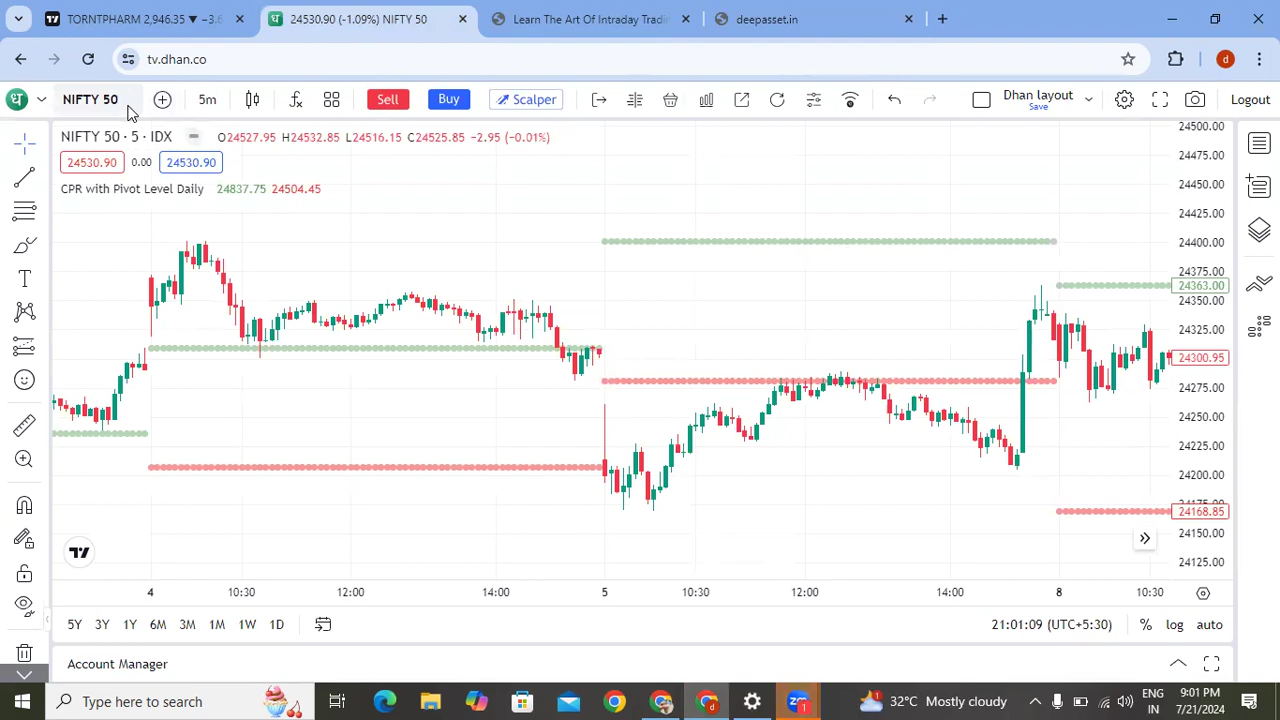 TORNTPHARM 2,946.35 ▼ −3.6
24530.90 (-1.09%) NIFTY 50
Learn The Art Of Intraday Tradin
deepasset.in
tv.dhan.co
d
ध
NIFTY 50
5m
Sell
Buy
Scalper
Dhan layout
Save
Logout
NIFTY 50 · 5 · IDX
O24527.95 H24532.85 L24516.15 C24525.85 −2.95 (−0.01%)
24530.90 0.00 24530.90
CPR with Pivot Level Daily 24837.75 24504.45
24500.00
24475.00
24450.00
24425.00
24400.00
24375.00
24363.00
24350.00
24325.00
24300.95
24275.00
24250.00
24225.00
24200.00
24175.00
24168.85
24150.00
24125.00
4 10:30 12:00 14:00 5 10:30 12:00 14:00 8 10:30
5Y 3Y 1Y 6M 3M 1M 1W 1D
21:01:09 (UTC+5:30) % log auto
Account Manager
Type here to search
32°C Mostly cloudy
ENG
IN
9:01 PM
7/21/2024